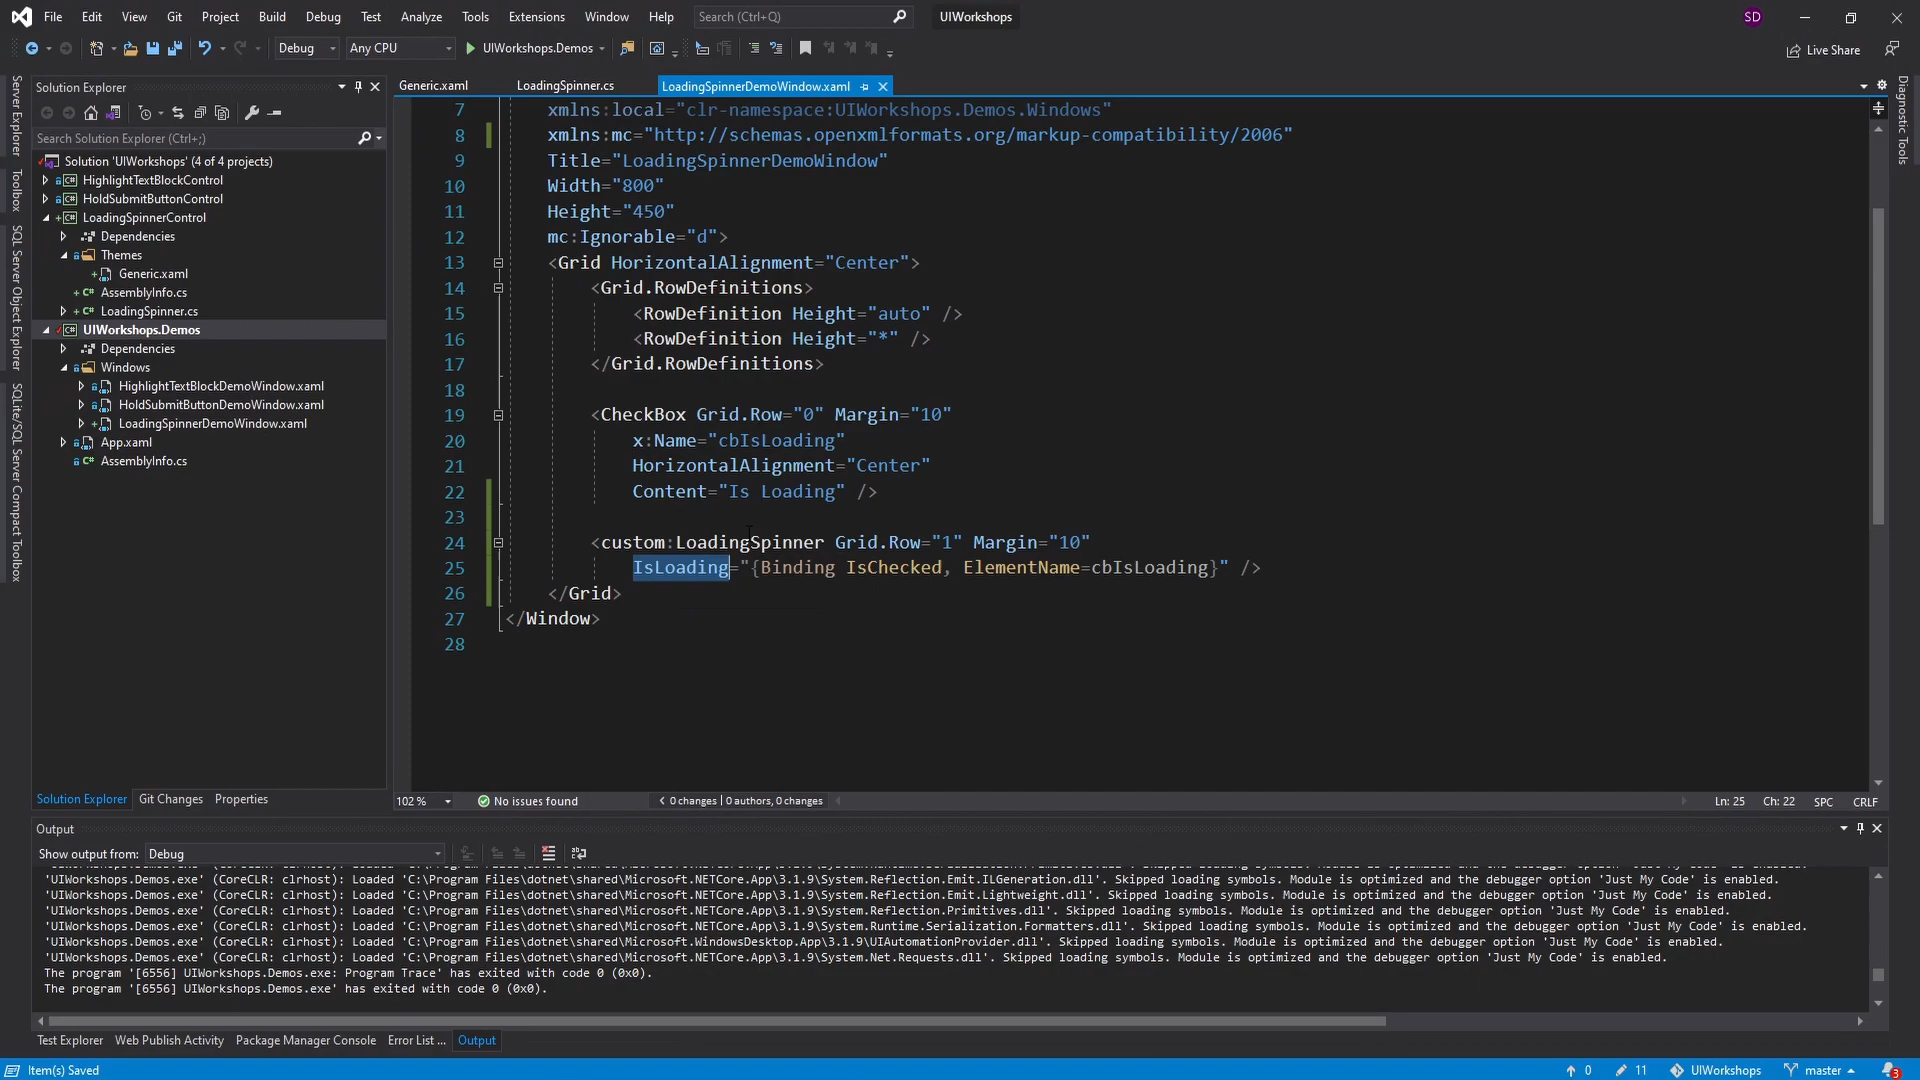 File Edit View Git Project Build Debug Test Analyze Tools Extensions Window Help Search (Ctrl+Q) UIWorkshops SD
Debug Any CPU UIWorkshops.Demos Live Share
Server Explorer
Toolbox
SQL Server Object Explorer
SQLite/SQL Server Compact Toolbox
Solution Explorer
Search Solution Explorer (Ctrl+;)
Solution 'UIWorkshops' (4 of 4 projects)
HighlightTextBlockControl
HoldSubmitButtonControl
LoadingSpinnerControl
Dependencies
Themes
Generic.xaml
AssemblyInfo.cs
LoadingSpinner.cs
UIWorkshops.Demos
Dependencies
Windows
HighlightTextBlockDemoWindow.xaml
HoldSubmitButtonDemoWindow.xaml
LoadingSpinnerDemoWindow.xaml
App.xaml
AssemblyInfo.cs
Solution Explorer Git Changes Properties
Generic.xaml LoadingSpinner.cs LoadingSpinnerDemoWindow.xaml
7 xmlns:local="clr-namespace:UIWorkshops.Demos.Windows"
8 xmlns:mc="http://schemas.openxmlformats.org/markup-compatibility/2006"
9 Title="LoadingSpinnerDemoWindow"
10 Width="800"
11 Height="450"
12 mc:Ignorable="d">
13 <Grid HorizontalAlignment="Center">
14 <Grid.RowDefinitions>
15 <RowDefinition Height="auto" />
16 <RowDefinition Height="*" />
17 </Grid.RowDefinitions>
18
19 <CheckBox Grid.Row="0" Margin="10"
20 x:Name="cbIsLoading"
21 HorizontalAlignment="Center"
22 Content="Is Loading" />
23
24 <custom:LoadingSpinner Grid.Row="1" Margin="10"
25 IsLoading="{Binding IsChecked, ElementName=cbIsLoading}" />
26 </Grid>
27 </Window>
28
102 % No issues found 0 changes | 0 authors, 0 changes Ln: 25 Ch: 22 SPC CRLF
Diagnostic Tools
Output
Show output from: Debug
'UIWorkshops.Demos.exe' (CoreCLR: clrhost): Loaded 'C:\Program Files\dotnet\shared\Microsoft.NETCore.App\3.1.9\System.Reflection.Emit.ILGeneration.dll'. Skipped loading symbols. Module is optimized and the debugger option 'Just My Code' is enabled.
'UIWorkshops.Demos.exe' (CoreCLR: clrhost): Loaded 'C:\Program Files\dotnet\shared\Microsoft.NETCore.App\3.1.9\System.Reflection.Emit.Lightweight.dll'. Skipped loading symbols. Module is optimized and the debugger option 'Just My Code' is enabled.
'UIWorkshops.Demos.exe' (CoreCLR: clrhost): Loaded 'C:\Program Files\dotnet\shared\Microsoft.NETCore.App\3.1.9\System.Reflection.Primitives.dll'. Skipped loading symbols. Module is optimized and the debugger option 'Just My Code' is enabled.
'UIWorkshops.Demos.exe' (CoreCLR: clrhost): Loaded 'C:\Program Files\dotnet\shared\Microsoft.NETCore.App\3.1.9\System.Runtime.Serialization.Formatters.dll'. Skipped loading symbols. Module is optimized and the debugger option 'Just My Code' is enabled.
'UIWorkshops.Demos.exe' (CoreCLR: clrhost): Loaded 'C:\Program Files\dotnet\shared\Microsoft.WindowsDesktop.App\3.1.9\UIAutomationProvider.dll'. Skipped loading symbols. Module is optimized and the debugger option 'Just My Code' is enabled.
'UIWorkshops.Demos.exe' (CoreCLR: clrhost): Loaded 'C:\Program Files\dotnet\shared\Microsoft.NETCore.App\3.1.9\System.Net.Requests.dll'. Skipped loading symbols. Module is optimized and the debugger option 'Just My Code' is enabled.
The program '[6556] UIWorkshops.Demos.exe: Program Trace' has exited with code 0 (0x0).
The program '[6556] UIWorkshops.Demos.exe' has exited with code 0 (0x0).
Test Explorer Web Publish Activity Package Manager Console Error List ... Output
Item(s) Saved 0 11 UIWorkshops master 3